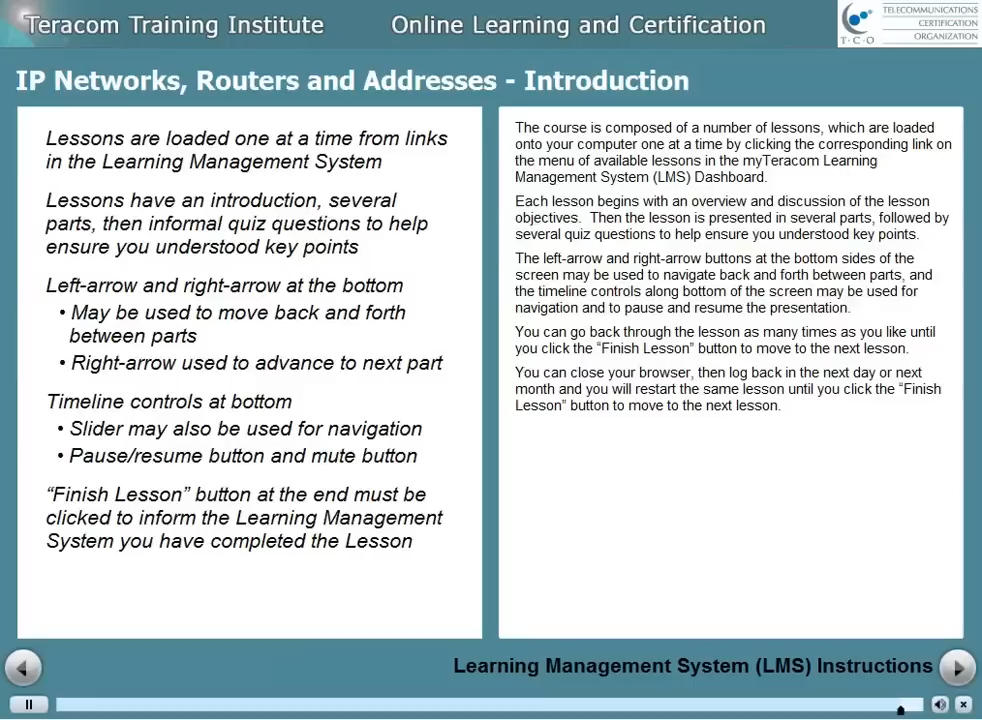 Teracom Training Institute
Online Learning and Certification
TELECOMMUNICATIONS
CERTIFICATION
ORGANIZATION
T·C·O
IP Networks, Routers and Addresses - Introduction
Lessons are loaded one at a time from links
in the Learning Management System
Lessons have an introduction, several
parts, then informal quiz questions to help
ensure you understood key points
Left-arrow and right-arrow at the bottom
• May be used to move back and forth
between parts
• Right-arrow used to advance to next part
Timeline controls at bottom
• Slider may also be used for navigation
• Pause/resume button and mute button
“Finish Lesson” button at the end must be
clicked to inform the Learning Management
System you have completed the Lesson
The course is composed of a number of lessons, which are loaded
onto your computer one at a time by clicking the corresponding link on
the menu of available lessons in the myTeracom Learning
Management System (LMS) Dashboard.
Each lesson begins with an overview and discussion of the lesson
objectives. Then the lesson is presented in several parts, followed by
several quiz questions to help ensure you understood key points.
The left-arrow and right-arrow buttons at the bottom sides of the
screen may be used to navigate back and forth between parts, and
the timeline controls along bottom of the screen may be used for
navigation and to pause and resume the presentation.
You can go back through the lesson as many times as you like until
you click the “Finish Lesson” button to move to the next lesson.
You can close your browser, then log back in the next day or next
month and you will restart the same lesson until you click the “Finish
Lesson” button to move to the next lesson.
Learning Management System (LMS) Instructions